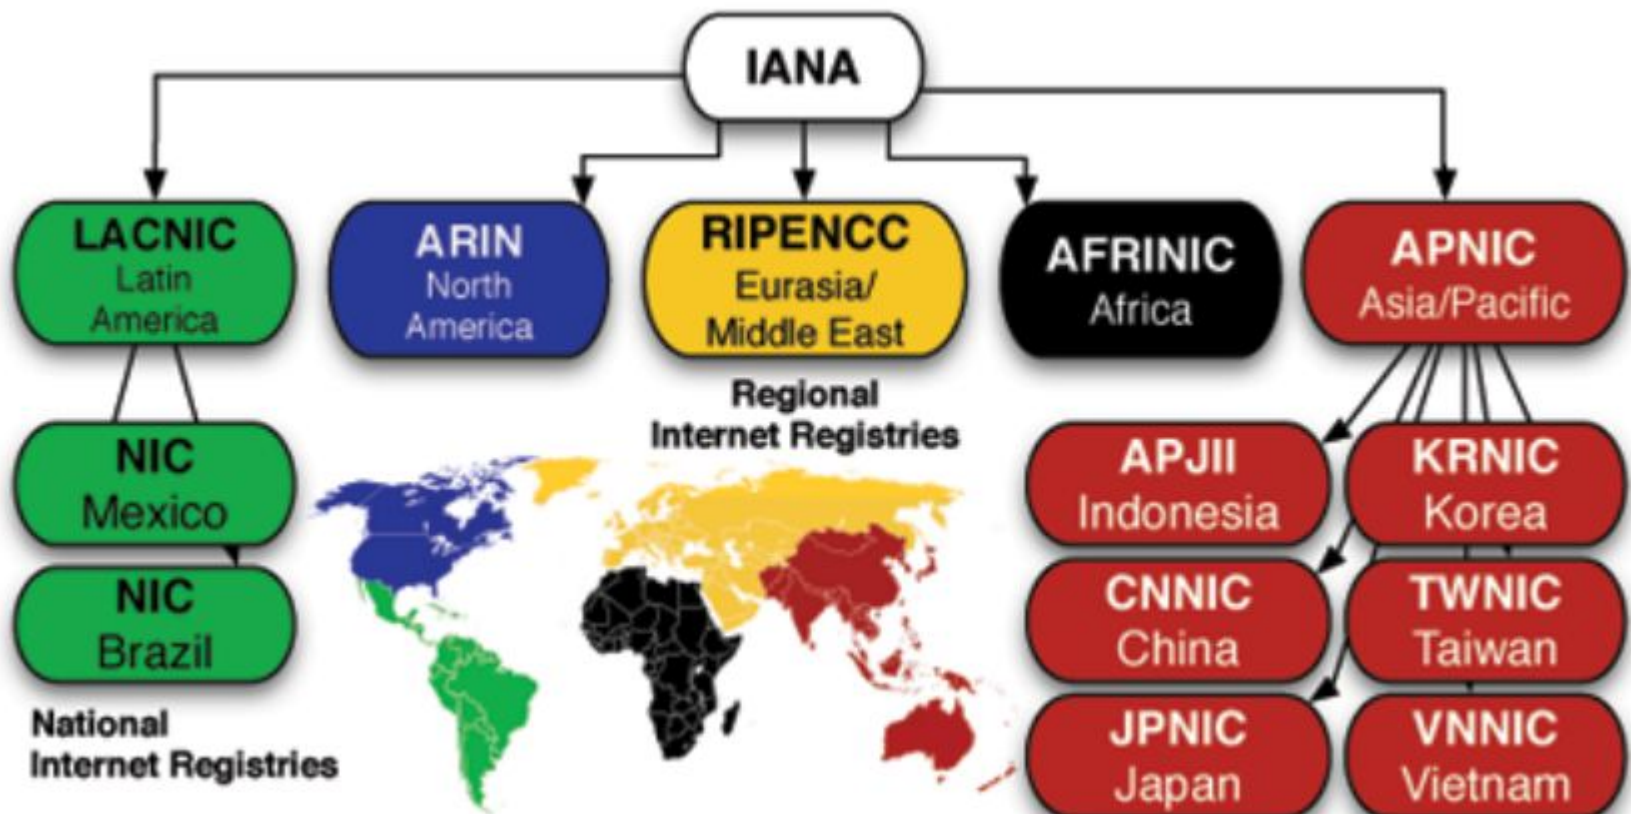 IANA
LACNIC
Latin
America
ARIN
North
America
RIPENCC
Eurasia/
Middle East
AFRINIC
Africa
APNIC
Asia/Pacific
Regional
Internet Registries
NIC
Mexico
NIC
Brazil
National
Internet Registries
APJII
Indonesia
KRNIC
Korea
CNNIC
China
TWNIC
Taiwan
JPNIC
Japan
VNNIC
Vietnam